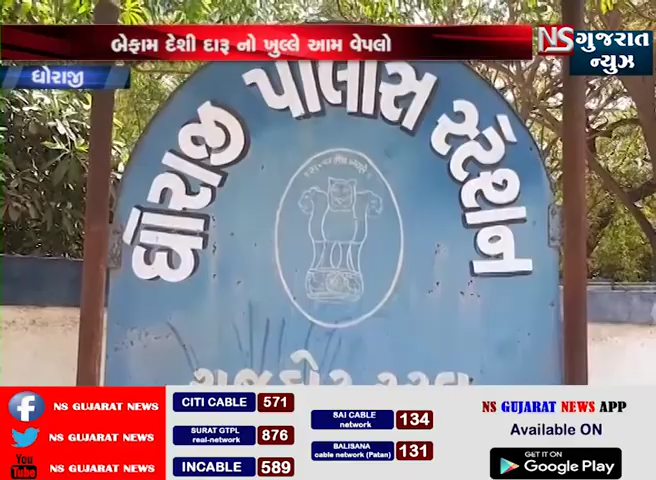 બેફામ દેશી દારૂ નો ખુલ્લે આમ વેપલો
NS ગુજરાત
ન્યુઝ
ધોરાજી
ધોરાજી પોલીસ સ્ટેશન
NS GUJARAT NEWS
NS GUJARAT NEWS
You
Tube NS GUJARAT NEWS
CITI CABLE 571
SURAT GTPL
real-network 876
INCABLE 589
SAI CABLE
network 134
BALISANA
cable network (Patan) 131
NS GUJARAT NEWS APP
Available ON
GET IT ON
Google Play